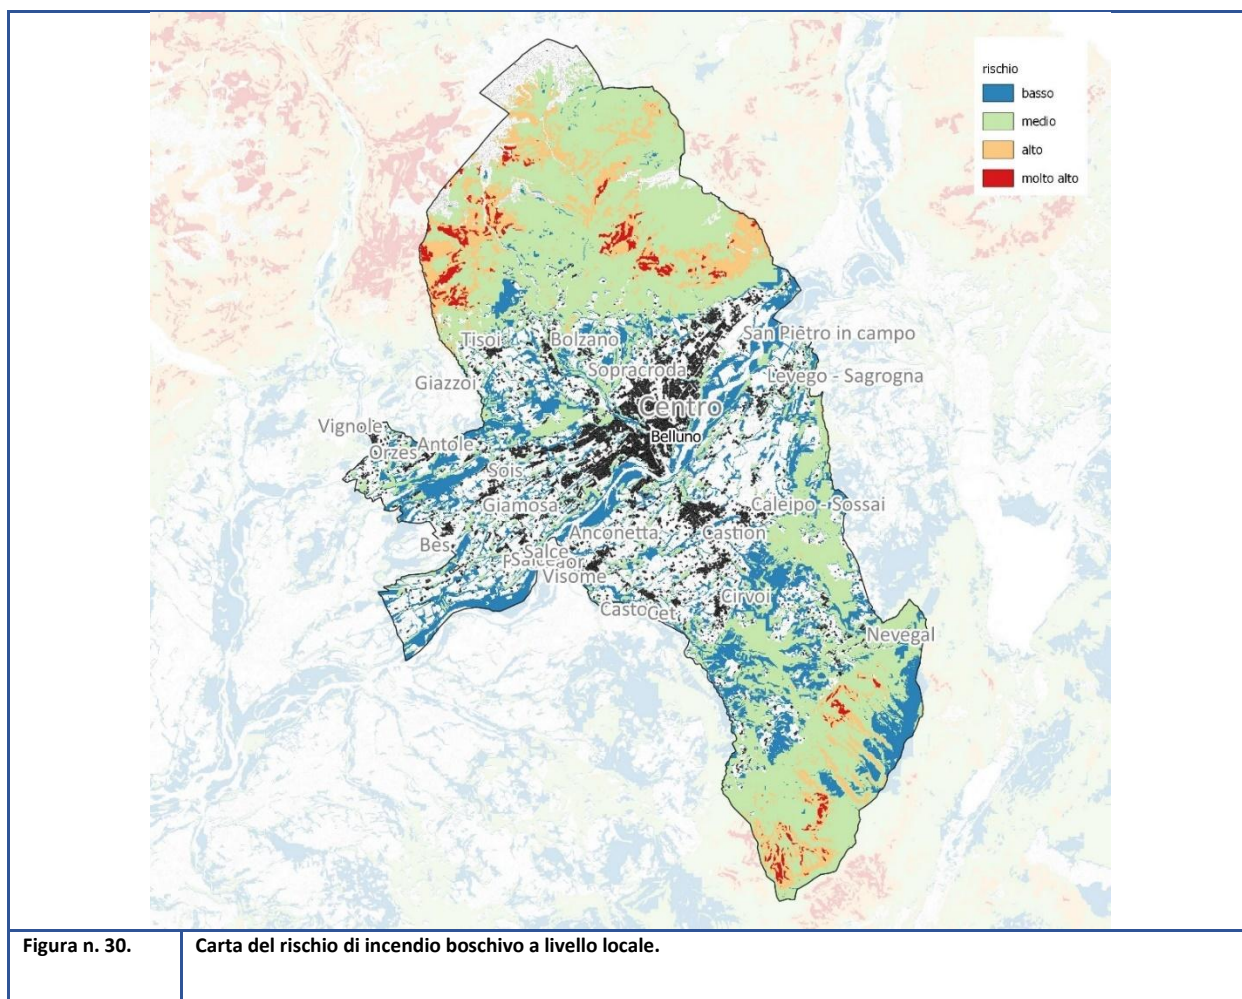 rischio
basso
medio
alto
molto alto
San Pietro in campo
Tisoi
Bolzano
Sopracroda
Levego - Sagrogna
Giazzoi
Centro
Vignole
Belluno
Antole
Orzes
Sois
Giamosa
Caleipo - Sossai
Anconetta
Castion
Bes
Salce
Visome
Cirvoi
Nevegal
Figura n. 30.
Carta del rischio di incendio boschivo a livello locale.